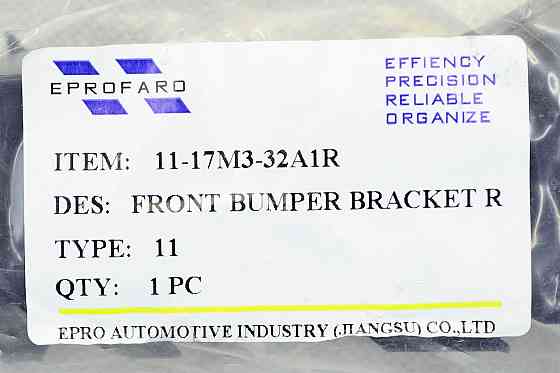 EPROFARO
EFFIENCY
PRECISION
RELIABLE
ORGANIZE
ITEM: 11-17M3-32A1R
DES: FRONT BUMPER BRACKET R
TYPE: 11
QTY: 1 PC
EPRO AUTOMOTIVE INDUSTRY (JIANGSU) CO.,LTD